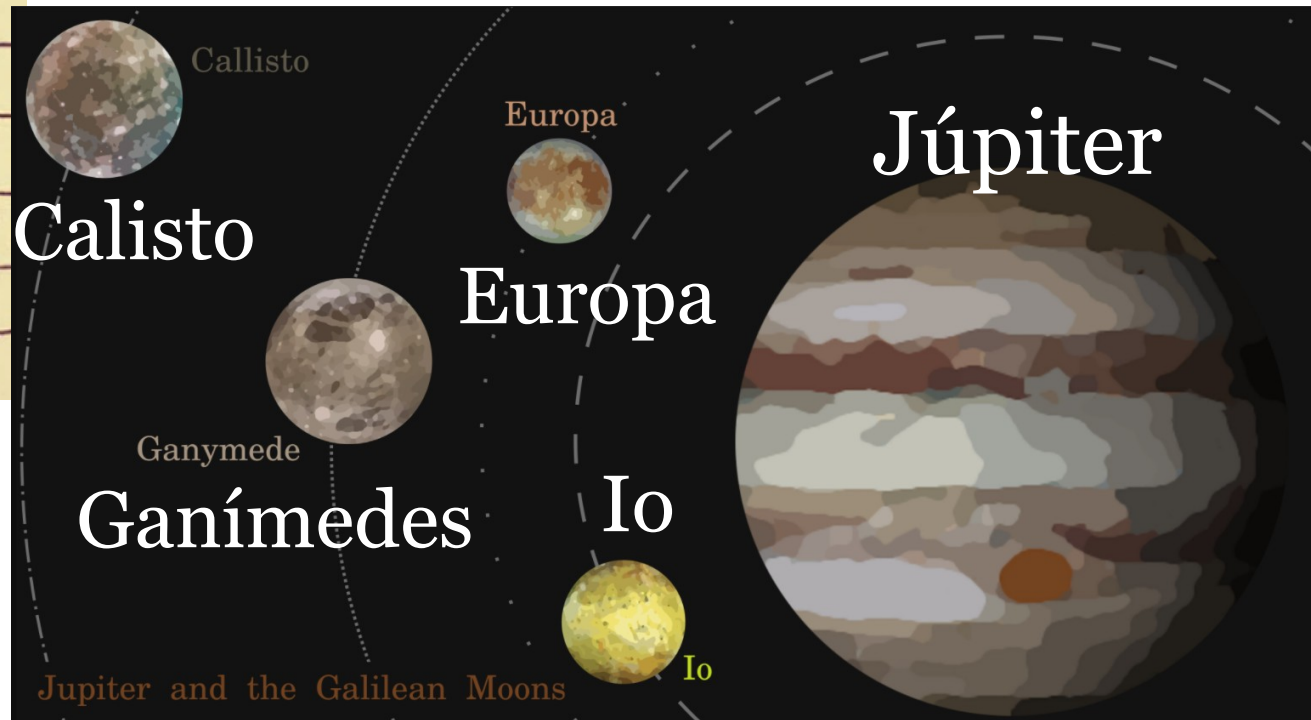 Callisto
Calisto
Europa
Europa
Júpiter
Ganymede
Ganímedes
Io
Io
Jupiter and the Galilean Moons